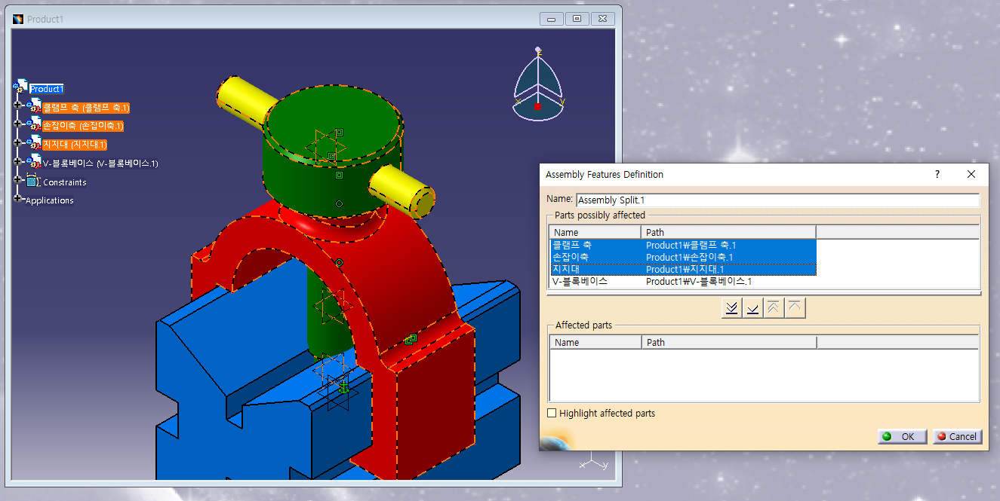 Product1
Product1
클램프 축 (클램프 축.1)
손잡이축 (손잡이축.1)
지지대 (지지대.1)
V-블록베이스 (V-블록베이스.1)
Constraints
Applications
z
x
y
Assembly Features Definition
?
Name: Assembly Split.1
Parts possibly affected
Name Path
클램프 축 Product1₩클램프 축.1
손잡이축 Product1₩손잡이축.1
지지대 Product1₩지지대.1
V-블록베이스 Product1₩V-블록베이스.1
Affected parts
Name Path
Highlight affected parts
OK Cancel
x y